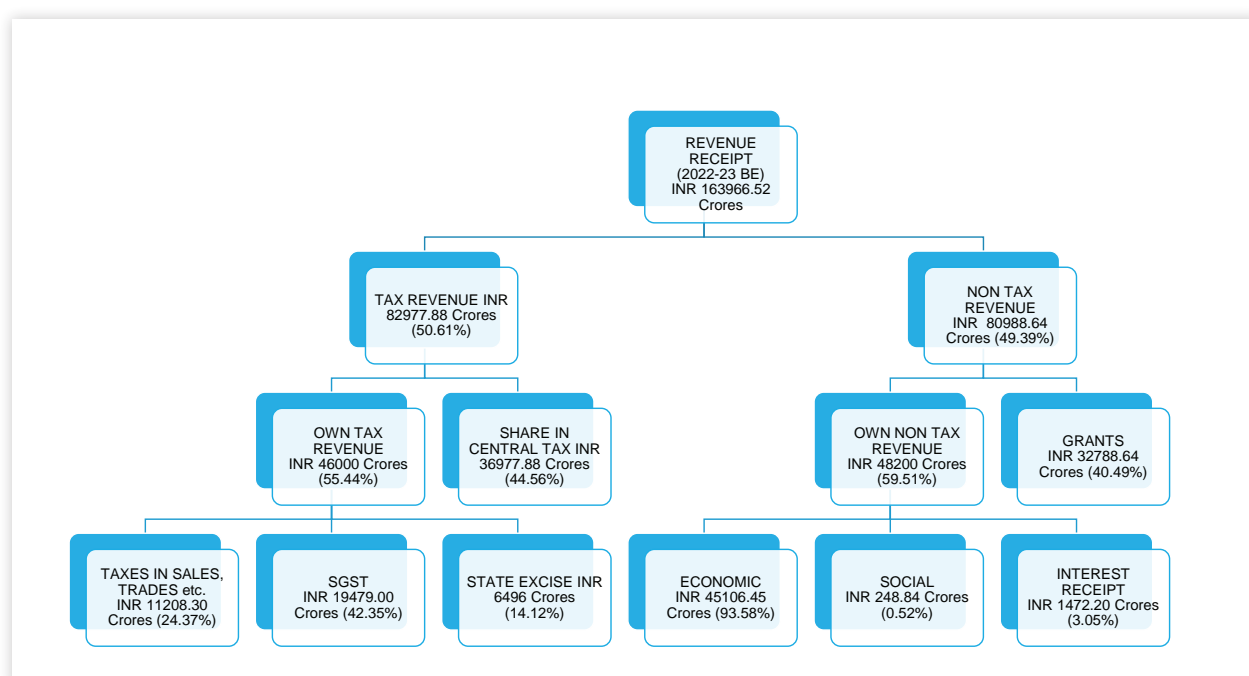 REVENUE
RECEIPT
(2022-23 BE)
INR 163966.52
Crores
TAX REVENUE INR
82977.88 Crores
(50.61%)
NON TAX
REVENUE
INR  80988.64
Crores (49.39%)
OWN TAX
REVENUE
INR 46000 Crores
(55.44%)
SHARE IN
CENTRAL TAX INR
36977.88 Crores
(44.56%)
OWN NON TAX
REVENUE
INR 48200 Crores
(59.51%)
GRANTS
INR 32788.64
Crores (40.49%)
TAXES IN SALES,
TRADES etc.
INR 11208.30
Crores (24.37%)
SGST
INR 19479.00
Crores (42.35%)
STATE EXCISE INR
6496 Crores
(14.12%)
ECONOMIC
INR 45106.45
Crores (93.58%)
SOCIAL
INR 248.84 Crores
(0.52%)
INTEREST
RECEIPT
INR 1472.20 Crores
(3.05%)